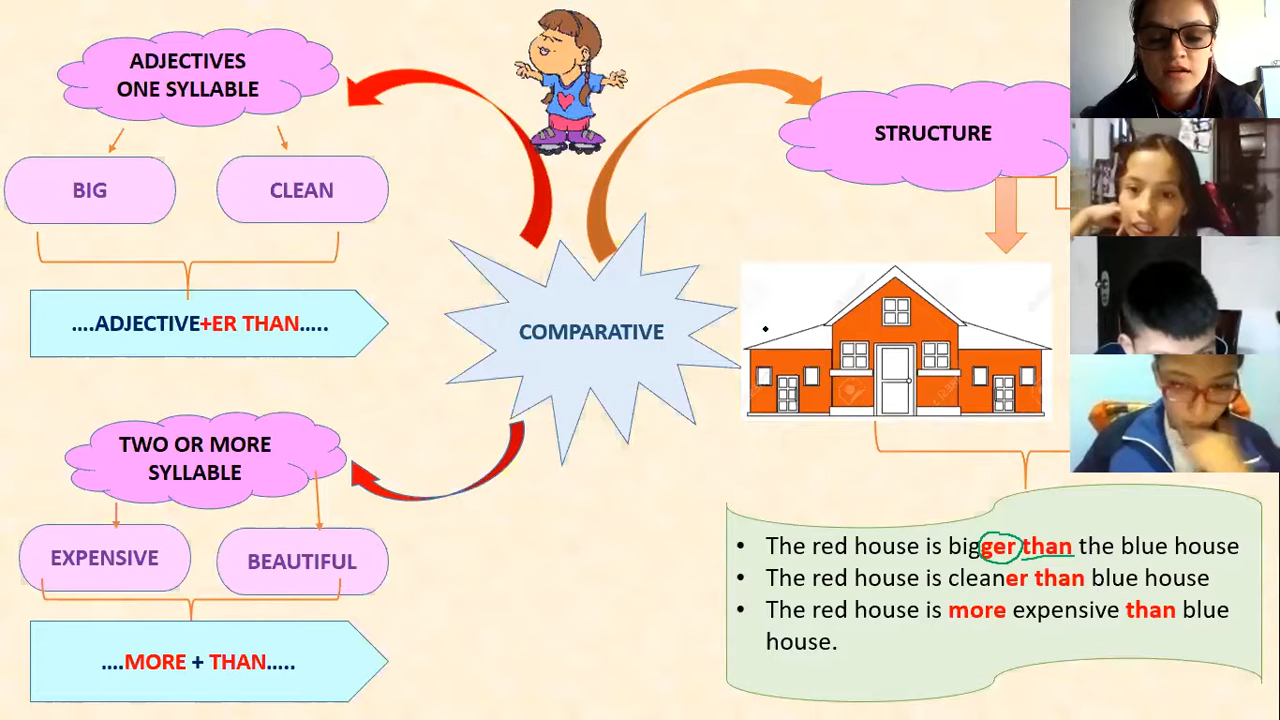 ADJECTIVES
ONE SYLLABLE
BIG
CLEAN
....ADJECTIVE+ER THAN.....
TWO OR MORE
SYLLABLE
EXPENSIVE
BEAUTIFUL
....MORE + THAN.....
COMPARATIVE
STRUCTURE
• The red house is bigger than the blue house
• The red house is cleaner than blue house
• The red house is more expensive than blue
house.